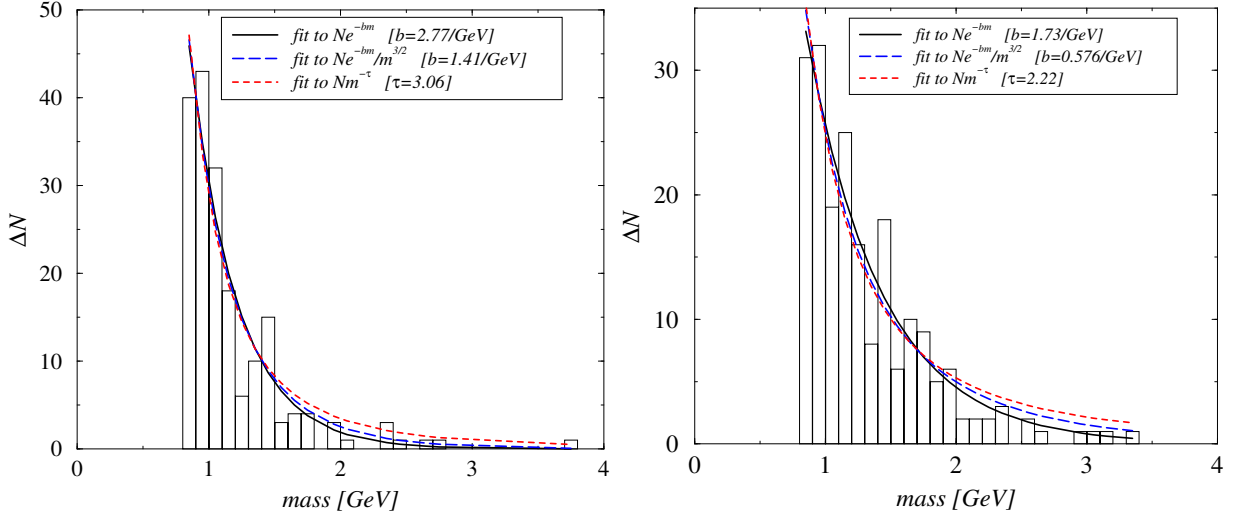 50
40
30
20
10
0
ΔN
fit to Ne^{-bm} [b=2.77/GeV]
fit to Ne^{-bm}/m^{3/2} [b=1.41/GeV]
fit to Nm^{-τ} [τ=3.06]
0 1 2 3 4
mass [GeV]
30
20
10
0
ΔN
fit to Ne^{-bm} [b=1.73/GeV]
fit to Ne^{-bm}/m^{3/2} [b=0.576/GeV]
fit to Nm^{-τ} [τ=2.22]
0 1 2 3 4
mass [GeV]